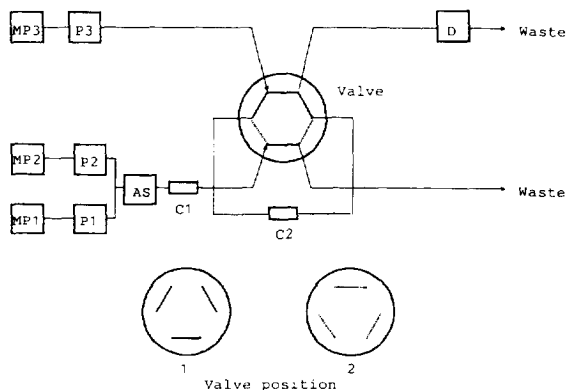 MP3 P3 D Waste
Valve
MP2 P2
AS Waste
C1
MP1 P1 C2
1 2
Valve position